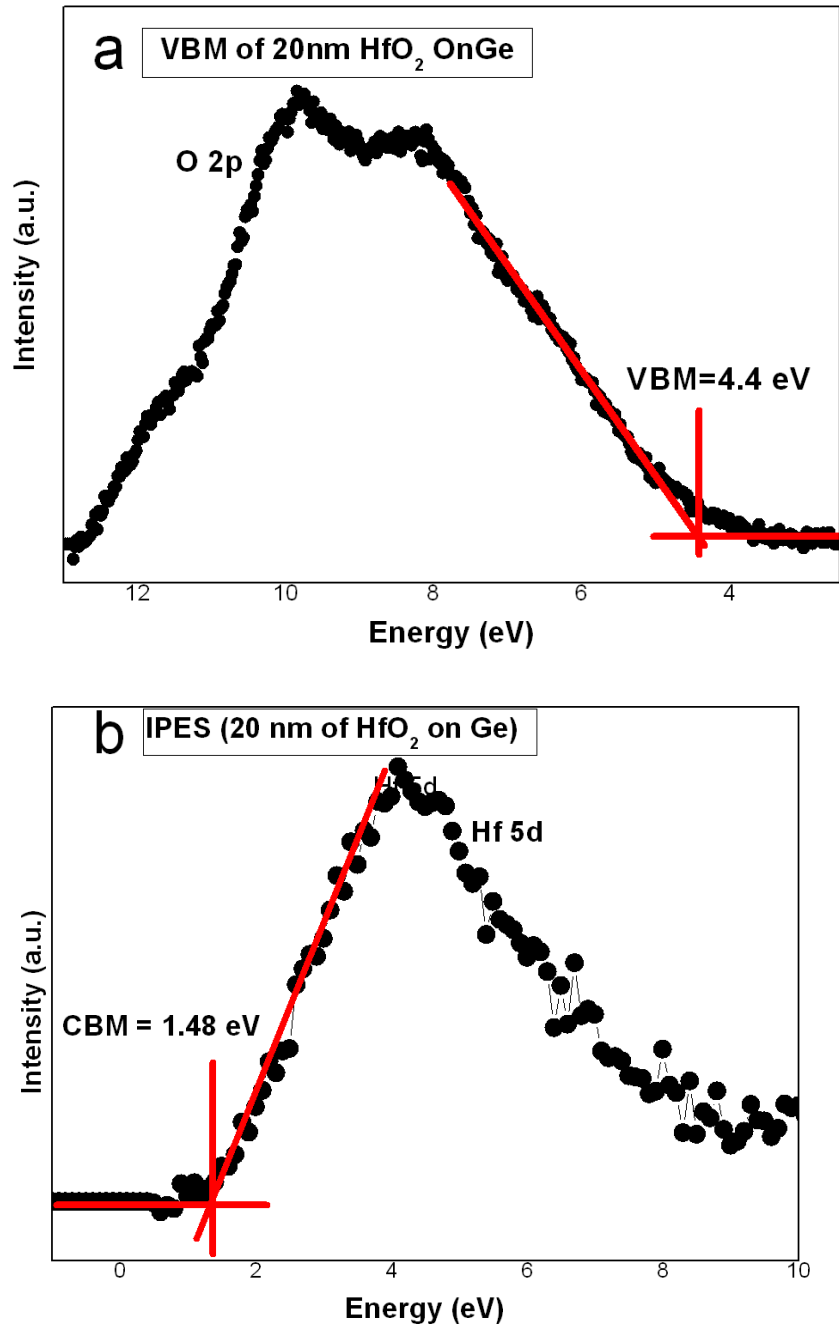 a
VBM of 20nm HfO₂ OnGe
O 2p
VBM=4.4 eV
Intensity (a.u.)
12 10 8 6 4
Energy (eV)
b
IPES (20 nm of HfO₂ on Ge)
Hf 5d
Hf 5d
CBM = 1.48 eV
Intensity (a.u.)
0 2 4 6 8 10
Energy (eV)